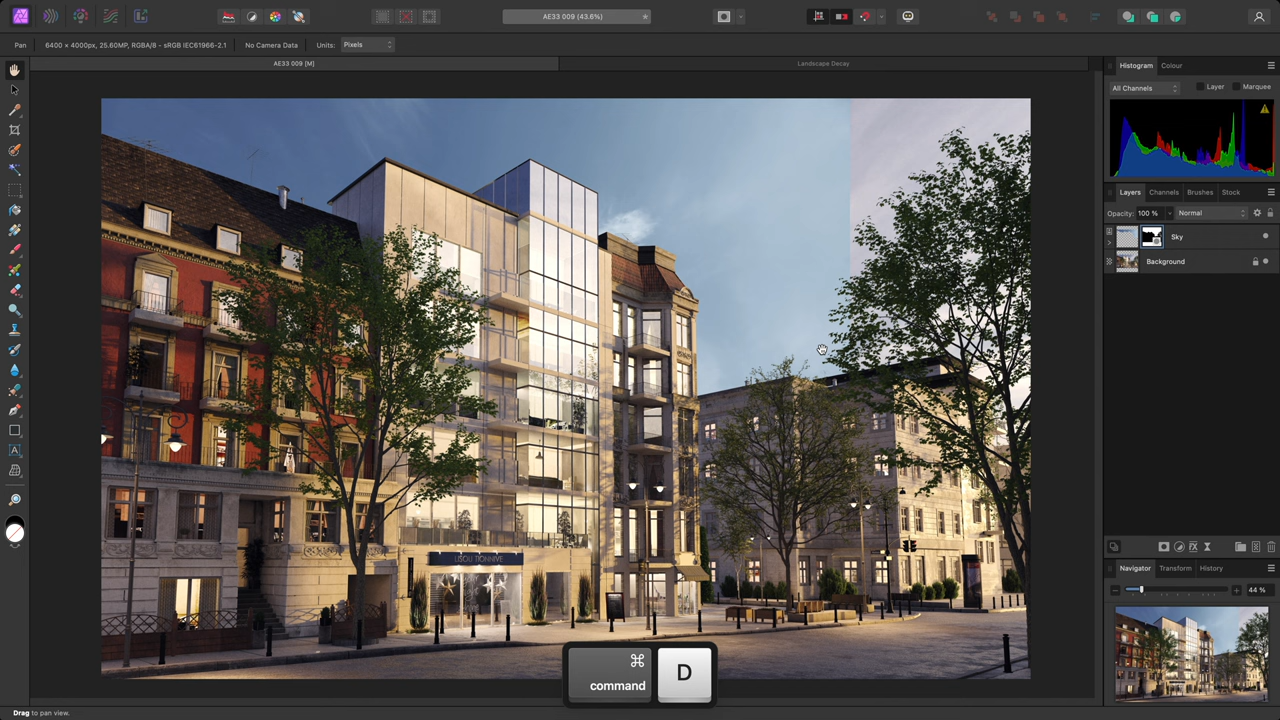 AE33 009 (43.6%)
Pan
6400 × 4000px, 25.60MP, RGBA/8 - sRGB IEC61966-2.1
No Camera Data
Units:
Pixels
AE33 009 [M]
Landscape Decay
Histogram
Colour
All Channels
Layer
Marquee
Layers
Channels
Brushes
Stock
Opacity:
100 %
Normal
Sky
Background
Navigator
Transform
History
44 %
⌘
command
D
Drag to pan view.